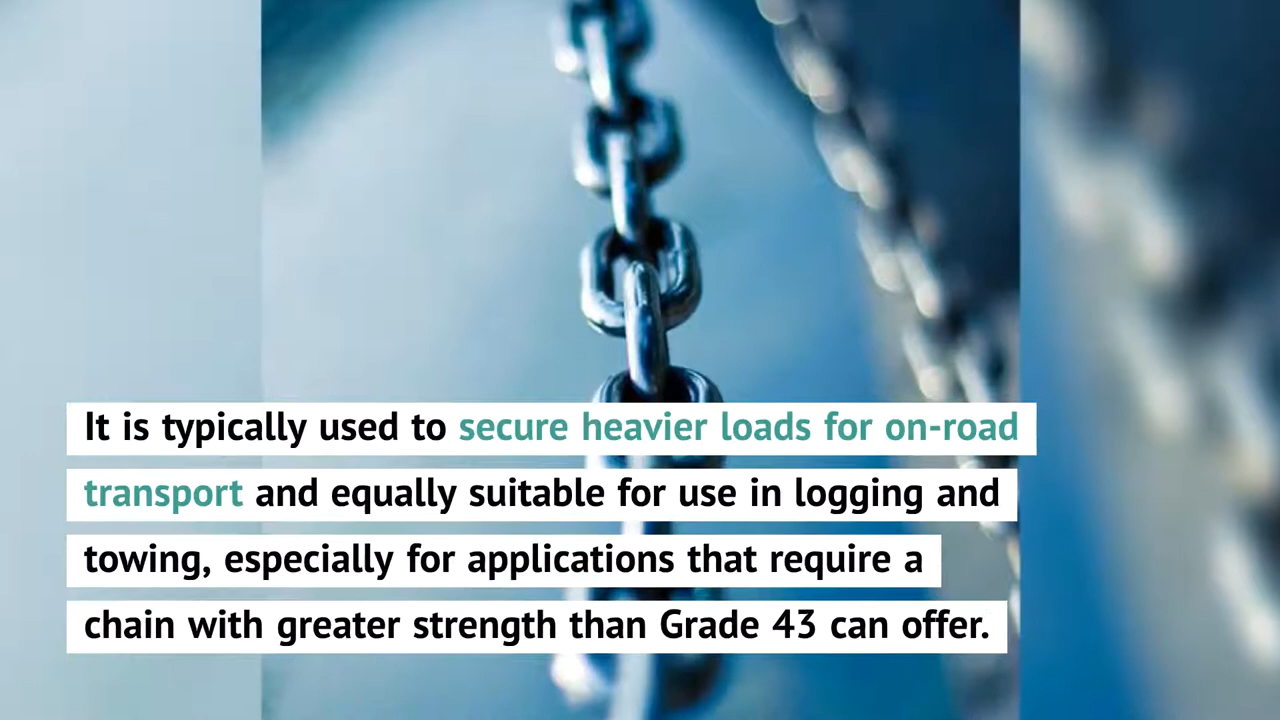 It is typically used to secure heavier loads for on-road
transport and equally suitable for use in logging and
towing, especially for applications that require a
chain with greater strength than Grade 43 can offer.